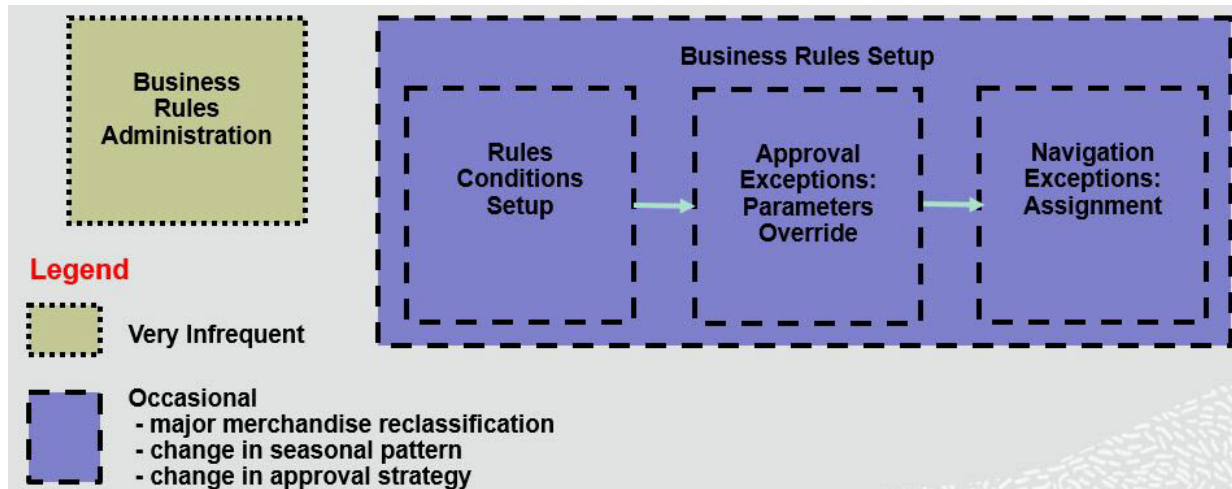 Business
Rules
Administration
Business Rules Setup
Rules
Conditions
Setup
Approval
Exceptions:
Parameters
Override
Navigation
Exceptions:
Assignment
Legend
Very Infrequent
Occasional
- major merchandise reclassification
- change in seasonal pattern
- change in approval strategy